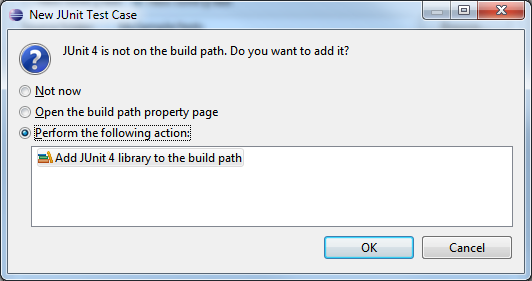 New JUnit Test Case
JUnit 4 is not on the build path. Do you want to add it?
Not now
Open the build path property page
Perform the following action:
Add JUnit 4 library to the build path
OK
Cancel